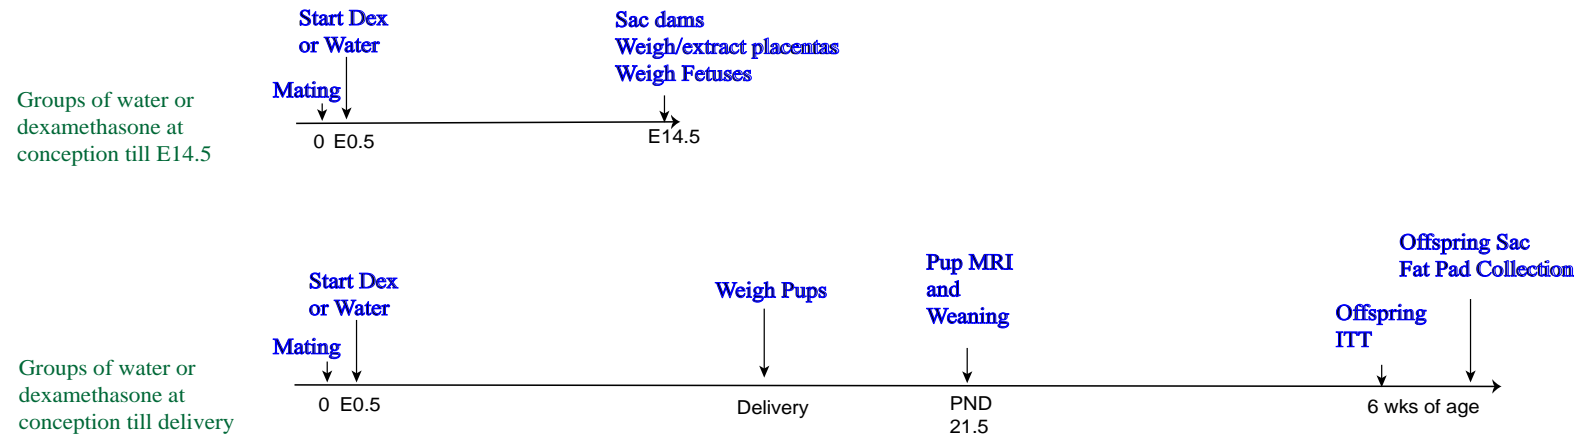 Start Dex
or Water
Sac dams
Weigh/extract placentas
Weigh Fetuses
Mating
Groups of water or
dexamethasone at
conception till E14.5
0 E0.5
E14.5
Offspring Sac
Fat Pad Collection
Pup MRI
and
Weaning
Start Dex
or Water
Weigh Pups
Offspring
ITT
Mating
Groups of water or
dexamethasone at
conception till delivery
0 E0.5
Delivery
PND
21.5
6 wks of age